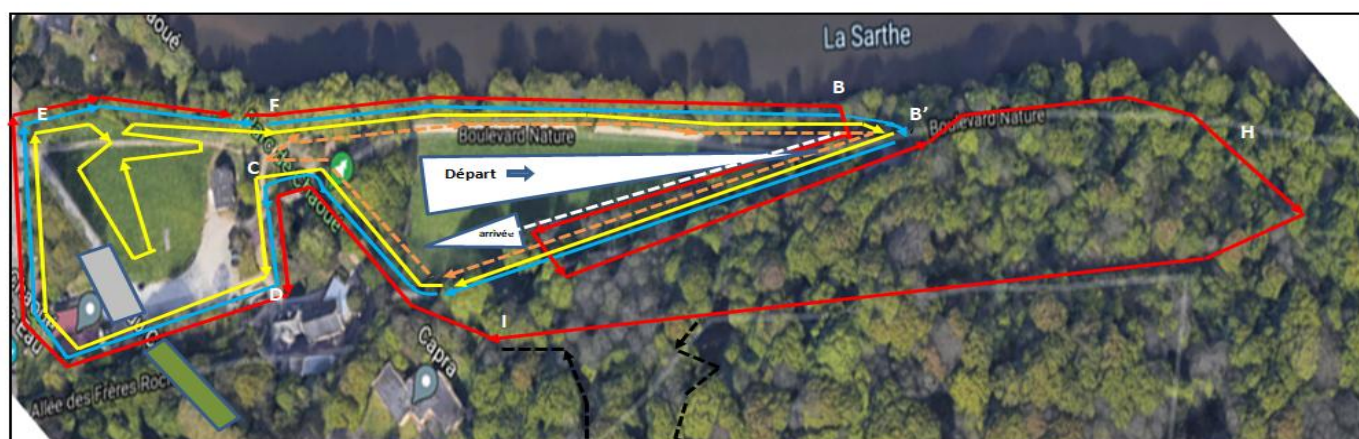 La Sarthe
B
B'
Boulevard Nature
E
F
Boulevard Nature
H
C
Départ
arrivée
D
I
Capra
Allée des Frères